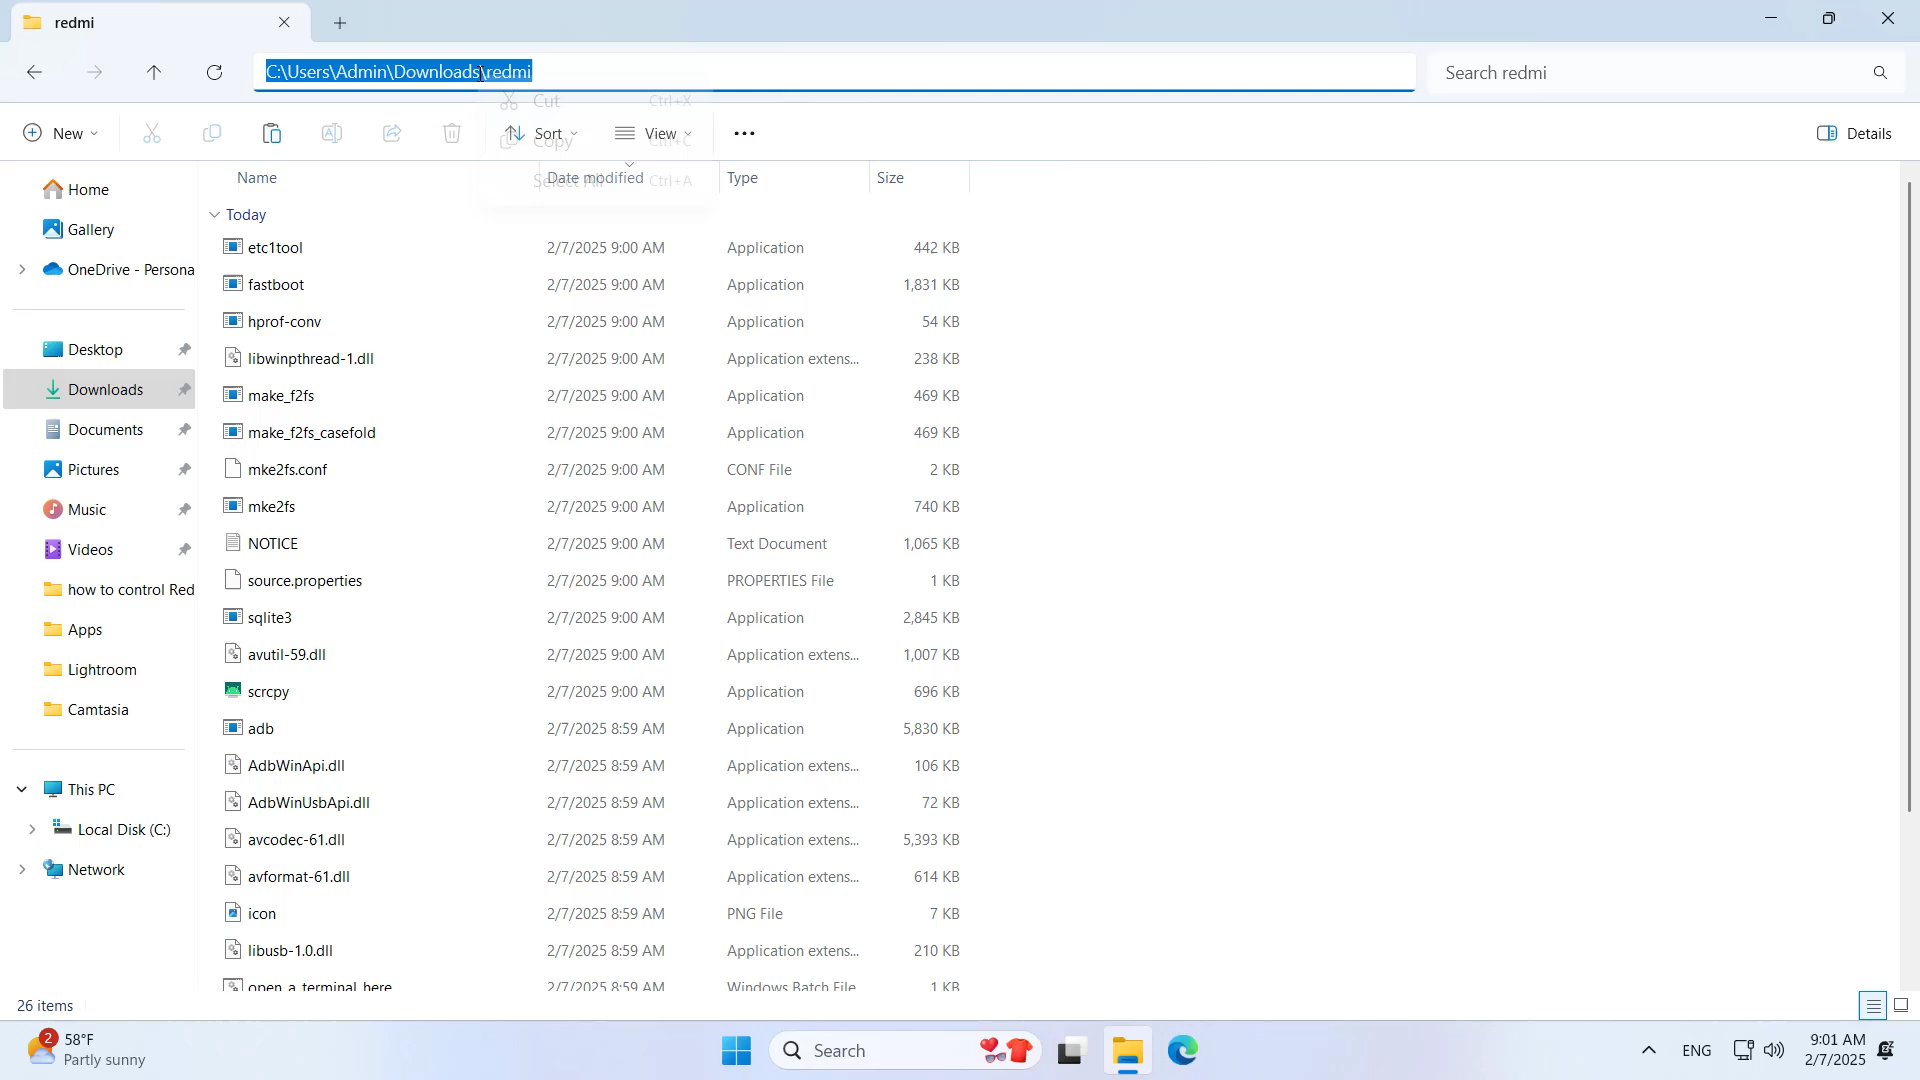 redmi
C:\Users\Admin\Downloads\redmi
Search redmi
Cut Ctrl+X
New
Sort
View
Details
Copy Ctrl+C
Select All Ctrl+A
Name Date modified Type Size
Today
etc1tool 2/7/2025 9:00 AM Application 442 KB
fastboot 2/7/2025 9:00 AM Application 1,831 KB
hprof-conv 2/7/2025 9:00 AM Application 54 KB
libwinpthread-1.dll 2/7/2025 9:00 AM Application extens... 238 KB
make_f2fs 2/7/2025 9:00 AM Application 469 KB
make_f2fs_casefold 2/7/2025 9:00 AM Application 469 KB
mke2fs.conf 2/7/2025 9:00 AM CONF File 2 KB
mke2fs 2/7/2025 9:00 AM Application 740 KB
NOTICE 2/7/2025 9:00 AM Text Document 1,065 KB
source.properties 2/7/2025 9:00 AM PROPERTIES File 1 KB
sqlite3 2/7/2025 9:00 AM Application 2,845 KB
avutil-59.dll 2/7/2025 9:00 AM Application extens... 1,007 KB
scrcpy 2/7/2025 9:00 AM Application 696 KB
adb 2/7/2025 8:59 AM Application 5,830 KB
AdbWinApi.dll 2/7/2025 8:59 AM Application extens... 106 KB
AdbWinUsbApi.dll 2/7/2025 8:59 AM Application extens... 72 KB
avcodec-61.dll 2/7/2025 8:59 AM Application extens... 5,393 KB
avformat-61.dll 2/7/2025 8:59 AM Application extens... 614 KB
icon 2/7/2025 8:59 AM PNG File 7 KB
libusb-1.0.dll 2/7/2025 8:59 AM Application extens... 210 KB
open_a_terminal_here 2/7/2025 8:59 AM Windows Batch File 1 KB
Home
Gallery
OneDrive - Persona
Desktop
Downloads
Documents
Pictures
Music
Videos
how to control Red
Apps
Lightroom
Camtasia
This PC
Local Disk (C:)
Network
26 items
2
58°F
Partly sunny
Search
ENG
9:01 AM
2/7/2025